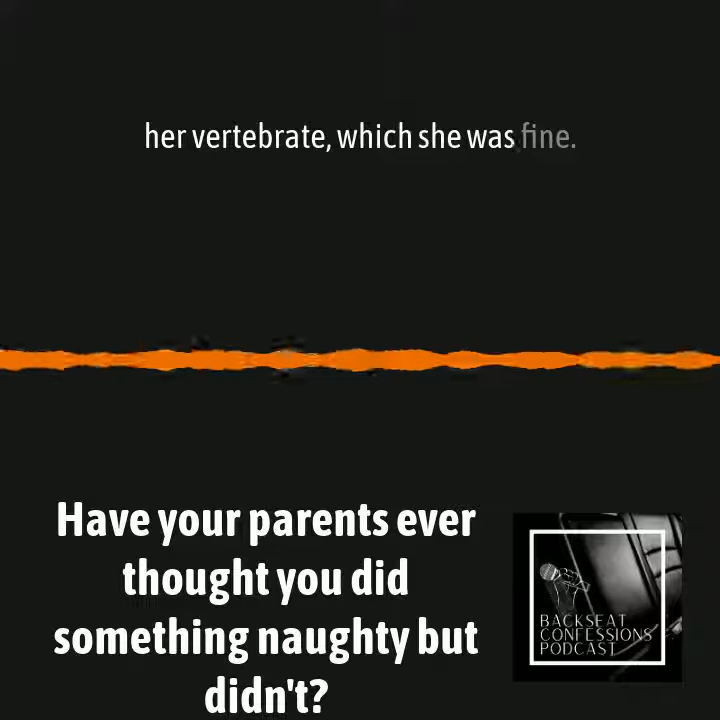 her vertebrate, which she was fine.
Have your parents ever
thought you did
something naughty but
didn't?
BACKSEAT
CONFESSIONS
PODCAST